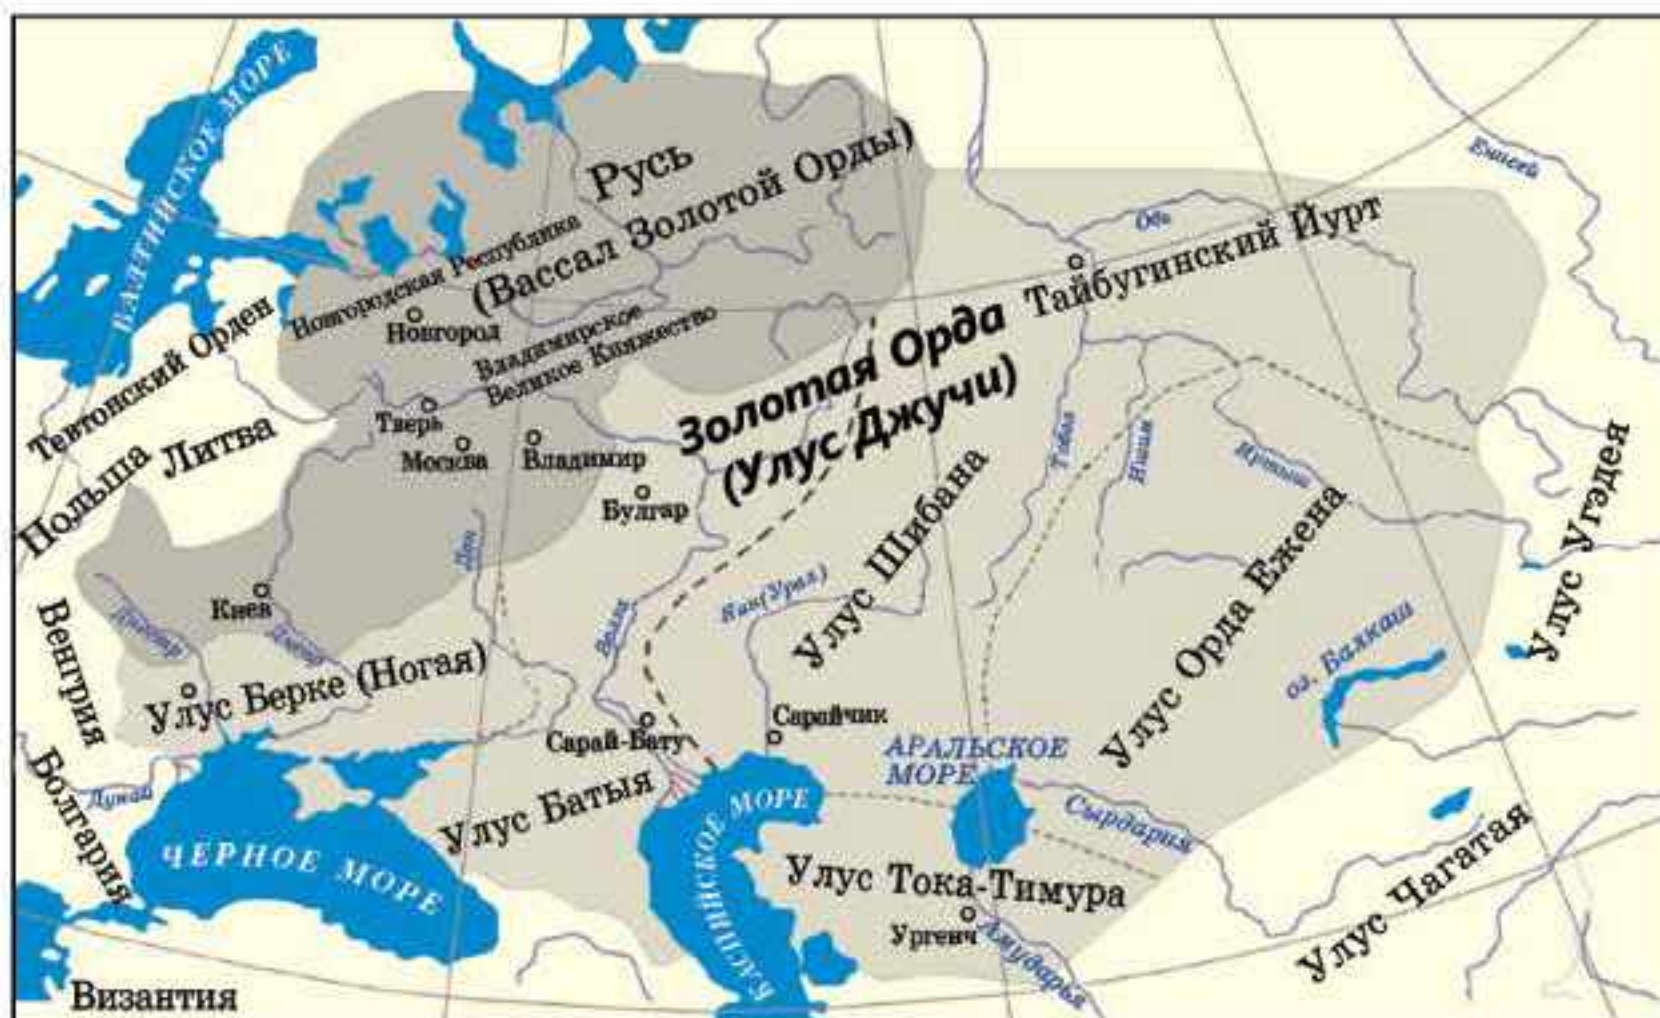 БАЛТИЙСКОЕ МОРЕ
Русь
(Вассал Золотой Орды)
Новгородская Республика
Новгород
Владимирское
Великое Княжество
Тевтонский Орден
Литва
Польша
Тверь
Москва
Владимир
Булгар
Киев
Днестр
Днепр
Дон
Волга
Венгрия
Улус Берке (Ногая)
Болгария
Дунай
ЧЕРНОЕ МОРЕ
Византия
Золотая Орда
(Улус Джучи)
Тайбугинский Йурт
Обь
Енисей
Тобол
Ишим
Иртыш
Улус Шибана
Яик(Урал)
Улус Орда Ежена
Улус Угэдея
оз. Балкаш
Сарай-Бату
Сарайчик
Улус Батыя
КАСПИЙСКОЕ МОРЕ
АРАЛЬСКОЕ
МОРЕ
Сырдария
Улус Тока-Тимура
Ургенч
Амударья
Улус Чагатая